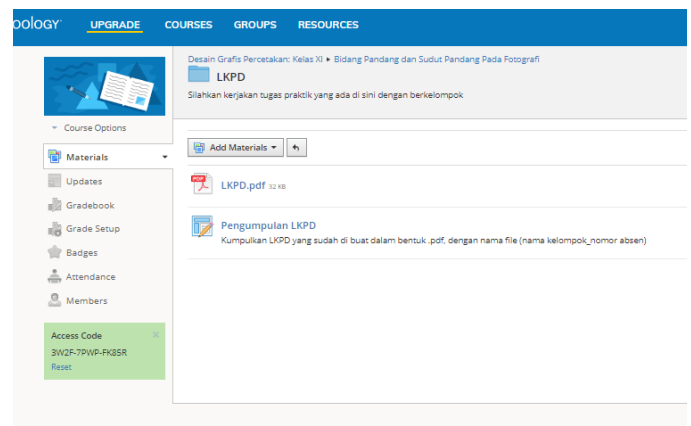 oology UPGRADE COURSES GROUPS RESOURCES
Desain Grafis Percetakan: Kelas XI ▸ Bidang Pandang dan Sudut Pandang Pada Fotografi
LKPD
Silahkan kerjakan tugas praktik yang ada di sini dengan berkelompok
Course Options
Materials
Updates
Gradebook
Grade Setup
Badges
Attendance
Members
Access Code ×
3W2F-7PWP-FK85R
Reset
Add Materials
PDF
LKPD.pdf 32 KB
Pengumpulan LKPD
Kumpulkan LKPD yang sudah di buat dalam bentuk .pdf, dengan nama file (nama kelompok_nomor absen)